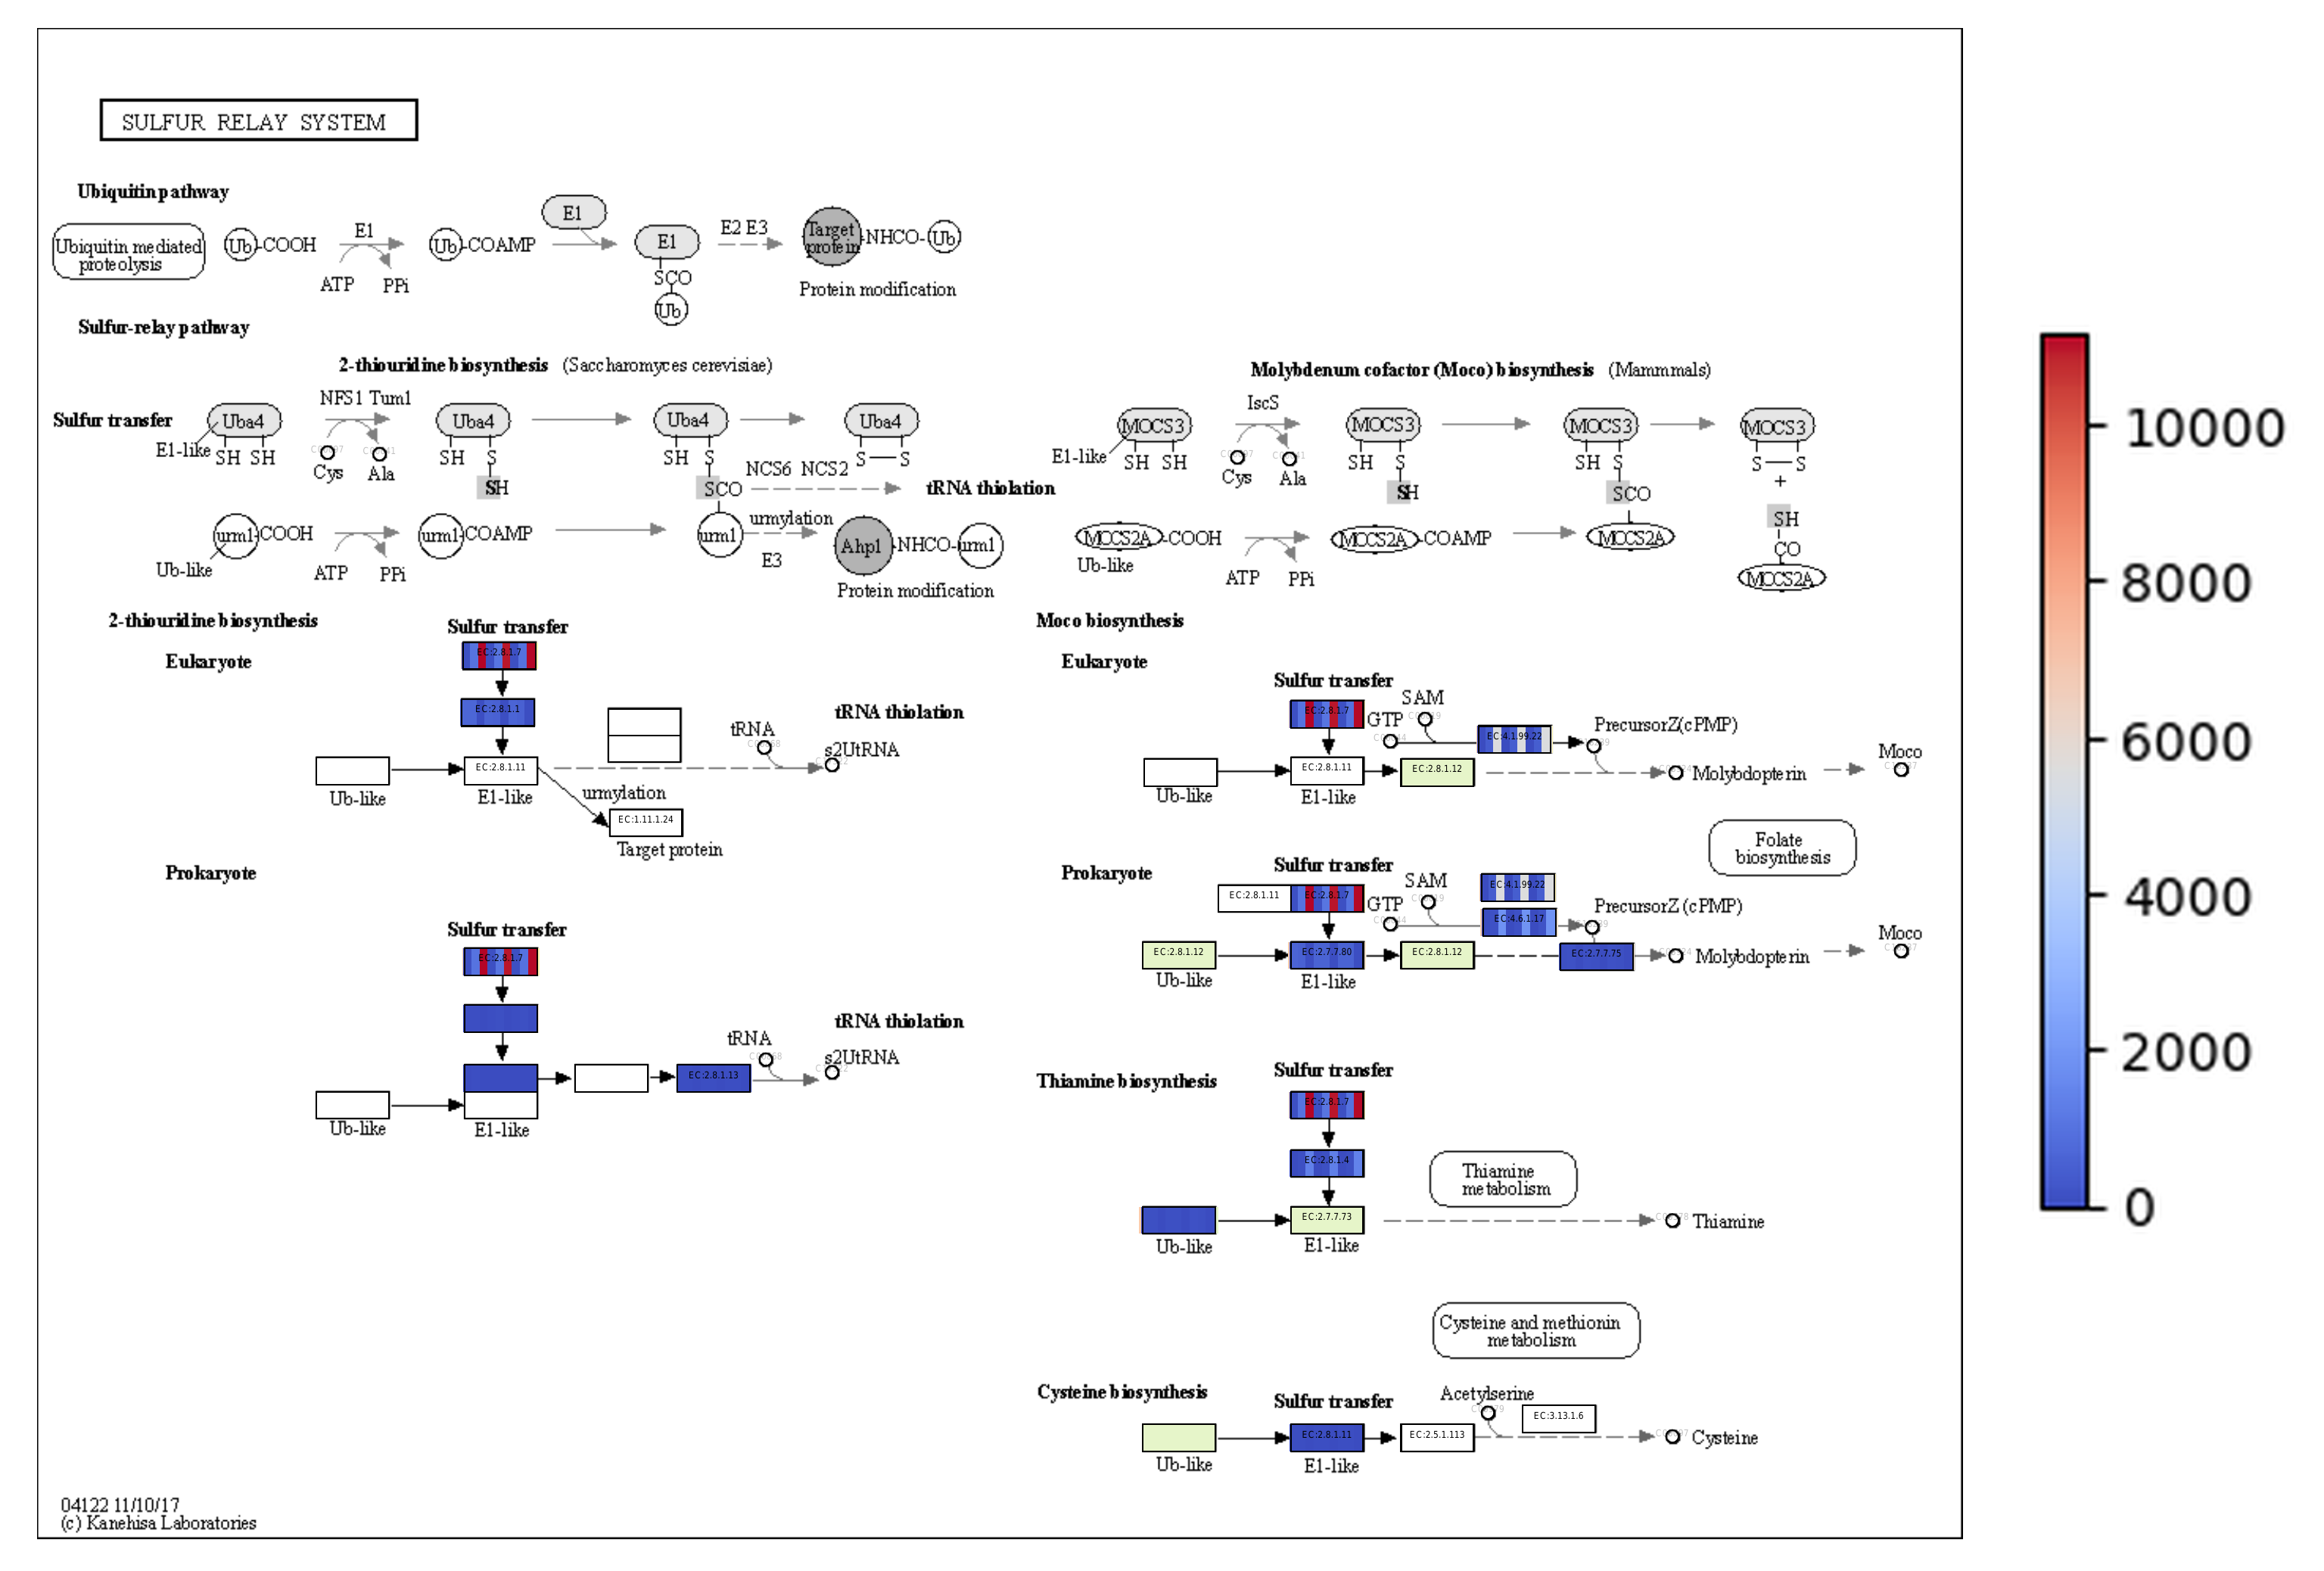 SULFUR RELAY SYSTEM
Ubiquitin pathway
Ubiquitin mediated
proteolysis
Ub
-COOH
E1
ATP
PPi
Ub
-COAMP
E1
E1
SCO
Ub
E2 E3
Target
protein
-NHCO-
Ub
Protein modification
Sulfur-relay pathway
2-thiouridine biosynthesis (Saccharomyces cerevisiae)
Sulfur transfer
Uba4
E1-like
SH SH
NFS1 Tum1
Cys
Ala
Uba4
SH S
SH
Uba4
SH S
SCO
NCS6 NCS2
tRNA thiolation
Uba4
S S
urm1
-COOH
Ub-like
ATP
PPi
urm1
-COAMP
urm1
urmylation
E3
Ahp1
-NHCO-
urm1
Protein modification
Molybdenum cofactor (Moco) biosynthesis (Mammmals)
MOCS3
E1-like
SH SH
IscS
Cys
Ala
MOCS3
SH S
SH
MOCS3
SH S
SCO
MOCS3
S S
+
SH
CO
MOCS2A
MOCS2A
-COOH
Ub-like
ATP
PPi
MOCS2A
-COAMP
MOCS2A
2-thiouridine biosynthesis
Eukaryote
Sulfur transfer
EC:2.8.1.7
EC:2.8.1.1
EC:2.8.1.11
Ub-like
E1-like
tRNA
tRNA thiolation
s2UtRNA
urmylation
EC:1.11.1.24
Target protein
Prokaryote
Sulfur transfer
EC:2.8.1.7
Ub-like
E1-like
EC:2.8.1.13
tRNA
tRNA thiolation
s2UtRNA
Moco biosynthesis
Eukaryote
Sulfur transfer
EC:2.8.1.7
GTP
SAM
EC:4.1.99.22
PrecursorZ(cPMP)
EC:2.8.1.11
EC:2.8.1.12
Ub-like
E1-like
Molybdopterin
Moco
Folate
biosynthesis
Prokaryote
Sulfur transfer
EC:2.8.1.11
EC:2.8.1.7
GTP
SAM
EC:4.1.99.22
EC:4.6.1.17
PrecursorZ (cPMP)
EC:2.8.1.12
EC:2.7.7.80
EC:2.8.1.12
EC:2.7.7.75
Ub-like
E1-like
Molybdopterin
Moco
Thiamine biosynthesis
Sulfur transfer
EC:2.8.1.7
EC:2.8.1.4
EC:2.7.7.73
Ub-like
E1-like
Thiamine
metabolism
Thiamine
Cysteine and methionin
metabolism
Cysteine biosynthesis
Sulfur transfer
Acetylserine
EC:3.13.1.6
EC:2.8.1.11
EC:2.5.1.113
Ub-like
E1-like
Cysteine
04122 11/10/17
(c) Kanehisa Laboratories
10000
8000
6000
4000
2000
0